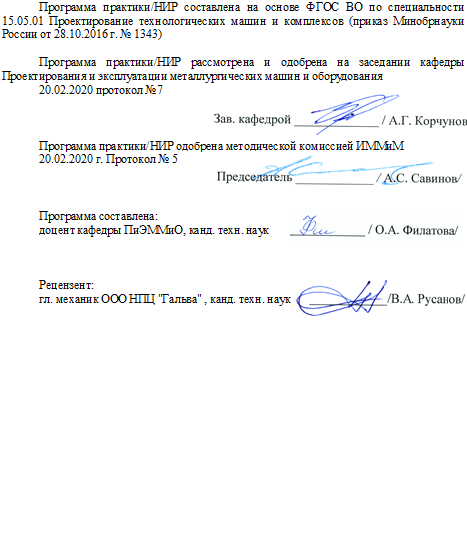 Программа практики/НИР составлена на основе ФГОС ВО по специальности
15.05.01 Проектирование технологических машин и комплексов (приказ Минобрнауки
России от 28.10.2016 г. № 1343)
Программа практики/НИР рассмотрена и одобрена на заседании кафедры
Проектирования и эксплуатации металлургических машин и оборудования
20.02.2020 протокол №7
Зав. кафедрой ______________ / А.Г. Корчунов
Программа практики/НИР одобрена методической комиссией ИММиМ
20.02.2020 г. Протокол № 5
Председатель _____________ / А.С. Савинов/
Программа составлена:
доцент кафедры ПиЭММиО, канд. техн. наук ____________ / О.А. Филатова/
Рецензент:
гл. механик ООО НПЦ "Гальва" , канд. техн. наук _____________/В.А. Русанов/